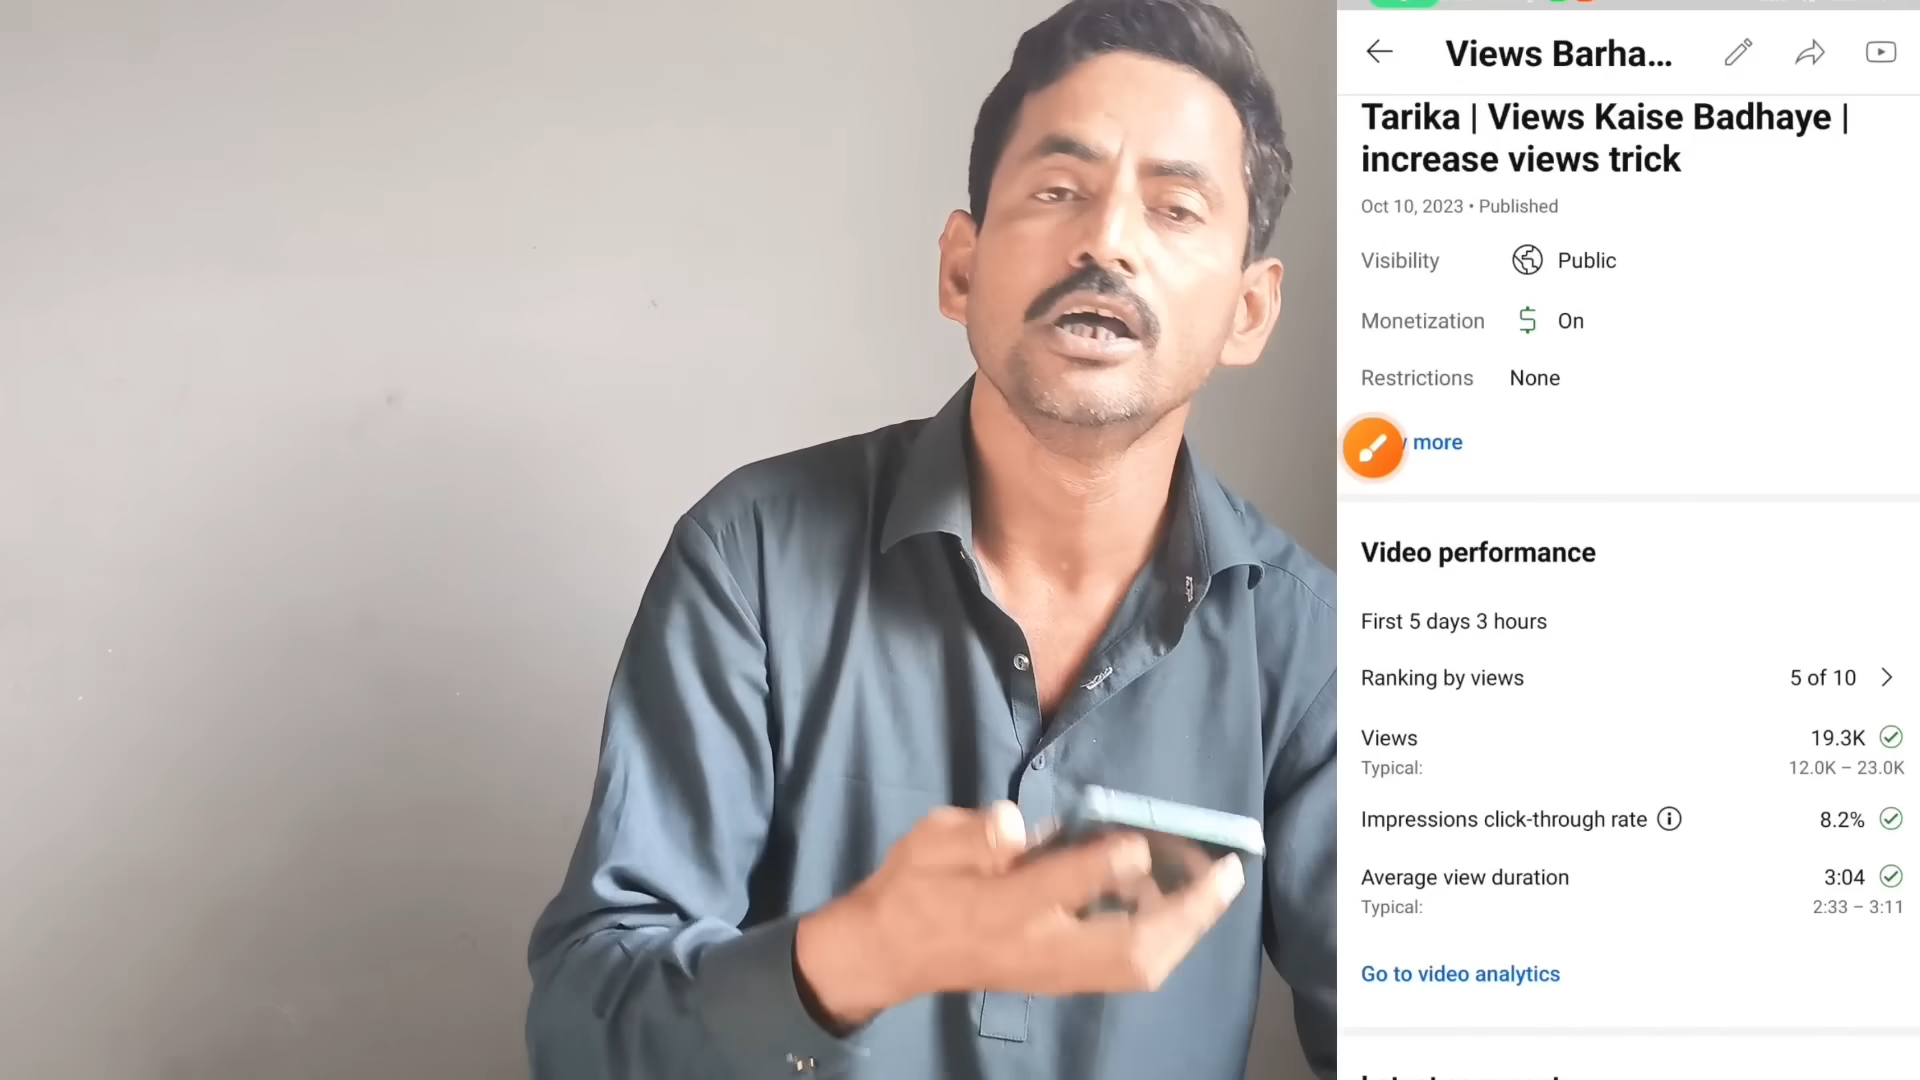 Views Barha...
Tarika | Views Kaise Badhaye |
increase views trick
Oct 10, 2023 • Published
Visibility Public
Monetization On
Restrictions None
more
Video performance
First 5 days 3 hours
Ranking by views 5 of 10
Views 19.3K
Typical: 12.0K – 23.0K
Impressions click-through rate 8.2%
Average view duration 3:04
Typical: 2:33 – 3:11
Go to video analytics